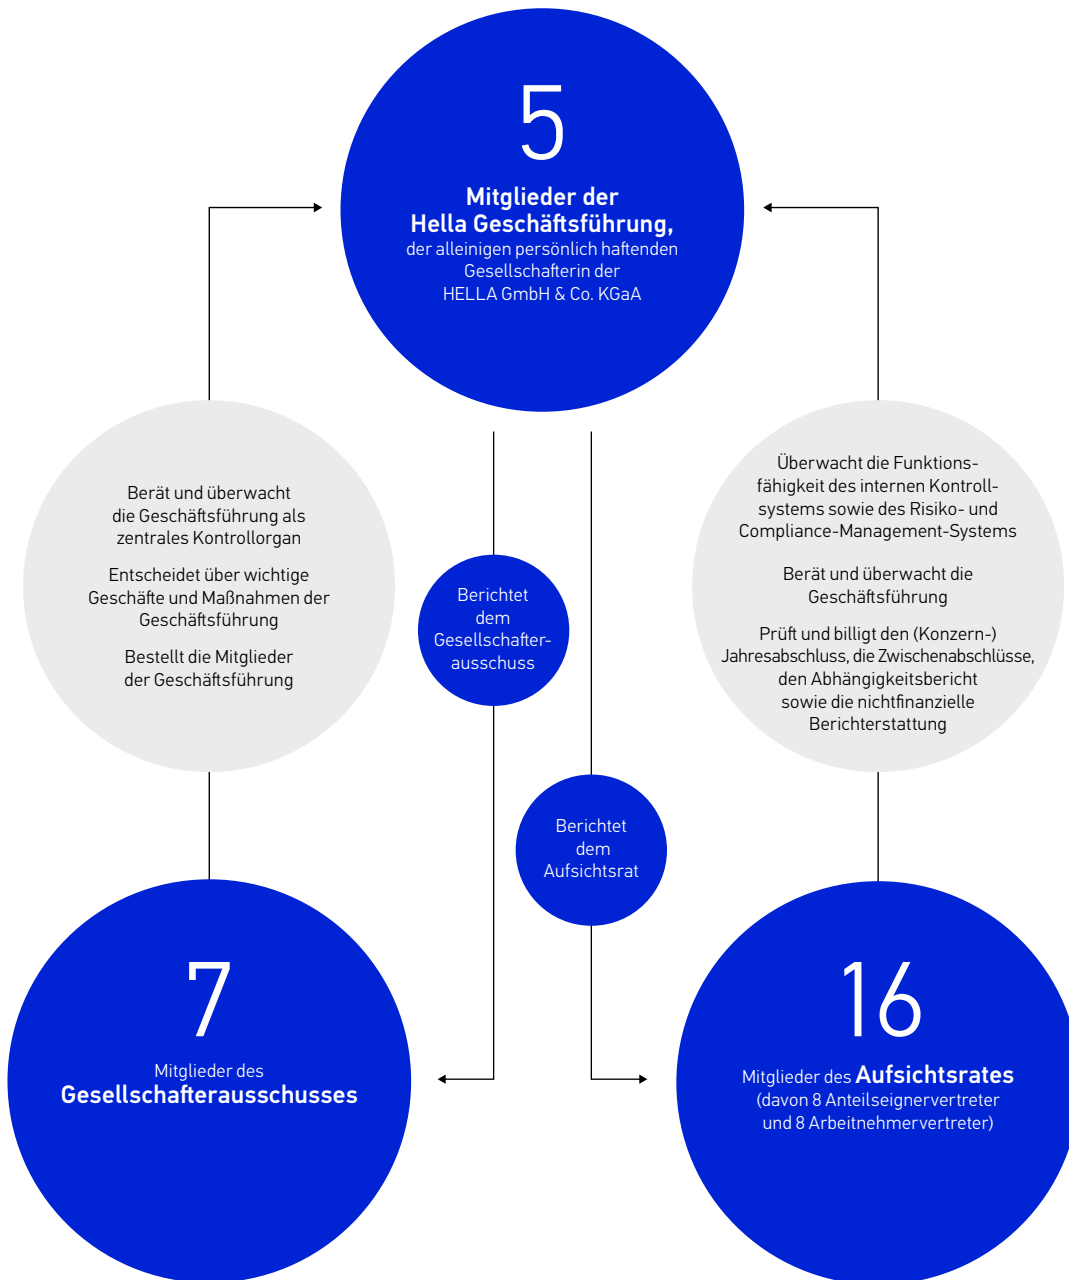 5
Mitglieder der
Hella Geschäftsführung,
der alleinigen persönlich haftenden
Gesellschafterin der
HELLA GmbH & Co. KGaA
Berät und überwacht
die Geschäftsführung als
zentrales Kontrollorgan
Entscheidet über wichtige
Geschäfte und Maßnahmen der
Geschäftsführung
Bestellt die Mitglieder
der Geschäftsführung
Berichtet
dem
Gesellschafter-
ausschuss
Berichtet
dem
Aufsichtsrat
Überwacht die Funktions-
fähigkeit des internen Kontroll-
systems sowie des Risiko- und
Compliance-Management-Systems
Berät und überwacht die
Geschäftsführung
Prüft und billigt den (Konzern-)
Jahresabschluss, die Zwischenabschlüsse,
den Abhängigkeitsbericht
sowie die nichtfinanzielle
Berichterstattung
7
Mitglieder des
Gesellschafterausschusses
16
Mitglieder des Aufsichtsrates
(davon 8 Anteilseignervertreter
und 8 Arbeitnehmervertreter)